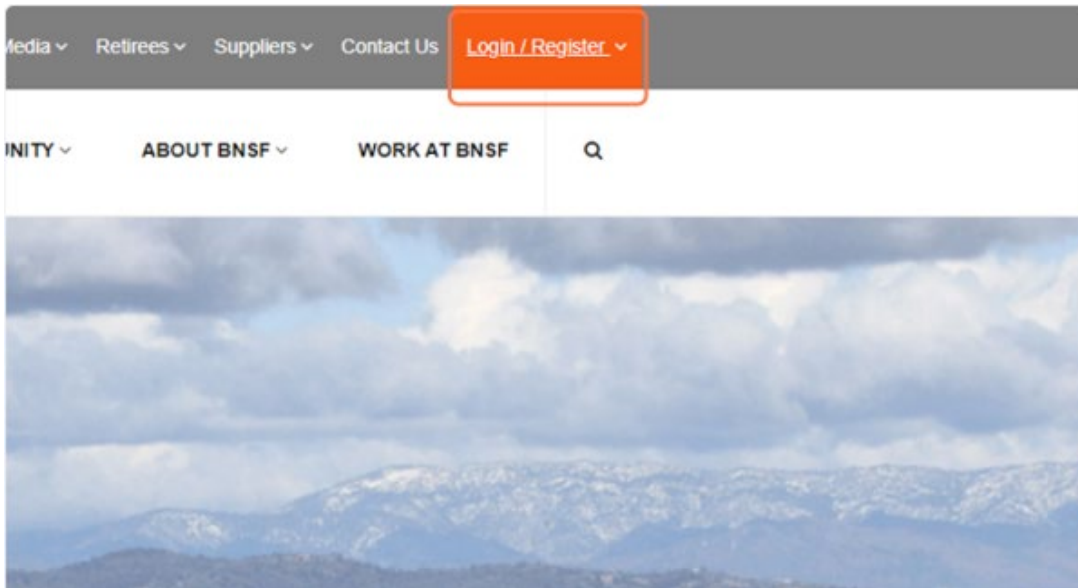 Retirees Suppliers Contact Us Login / Register
ABOUT BNSF WORK AT BNSF